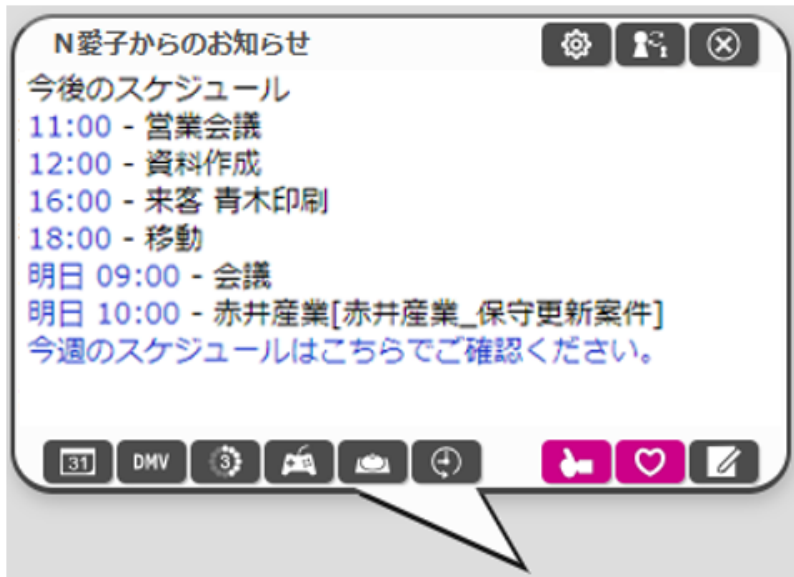 N愛子からのお知らせ
今後のスケジュール
11:00 - 営業会議
12:00 - 資料作成
16:00 - 来客 青木印刷
18:00 - 移動
明日 09:00 - 会議
明日 10:00 - 赤井産業[赤井産業_保守更新案件]
今週のスケジュールはこちらでご確認ください。
31 DMV 3